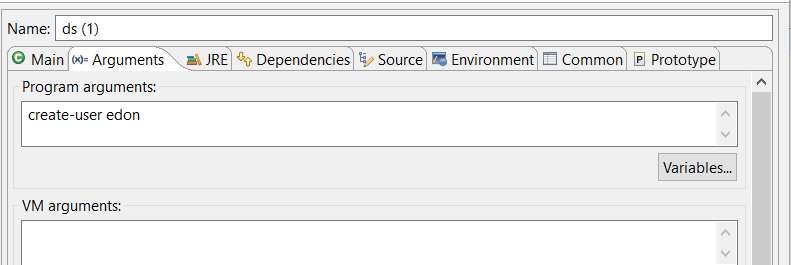 Name: ds (1)
Main (x)= Arguments JRE Dependencies Source Environment Common Prototype
Program arguments:
create-user edon
Variables...
VM arguments: